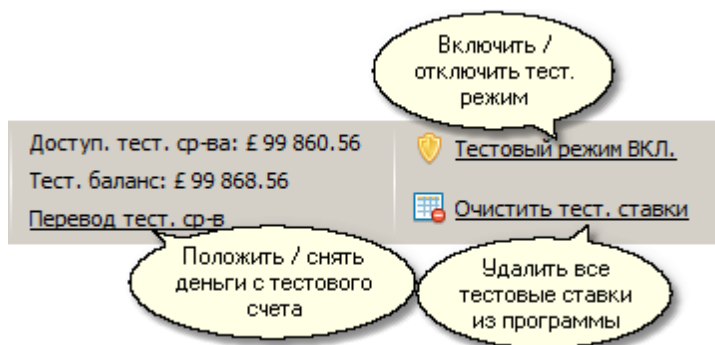 Включить /
отключить тест.
режим
Доступ. тест. ср-ва: £ 99 860.56
Тестовый режим ВКЛ.
Тест. баланс: £ 99 868.56
Перевод тест. ср-в
Очистить тест. ставки
Положить / снять
деньги с тестового
счета
Удалить все
тестовые ставки
из программы